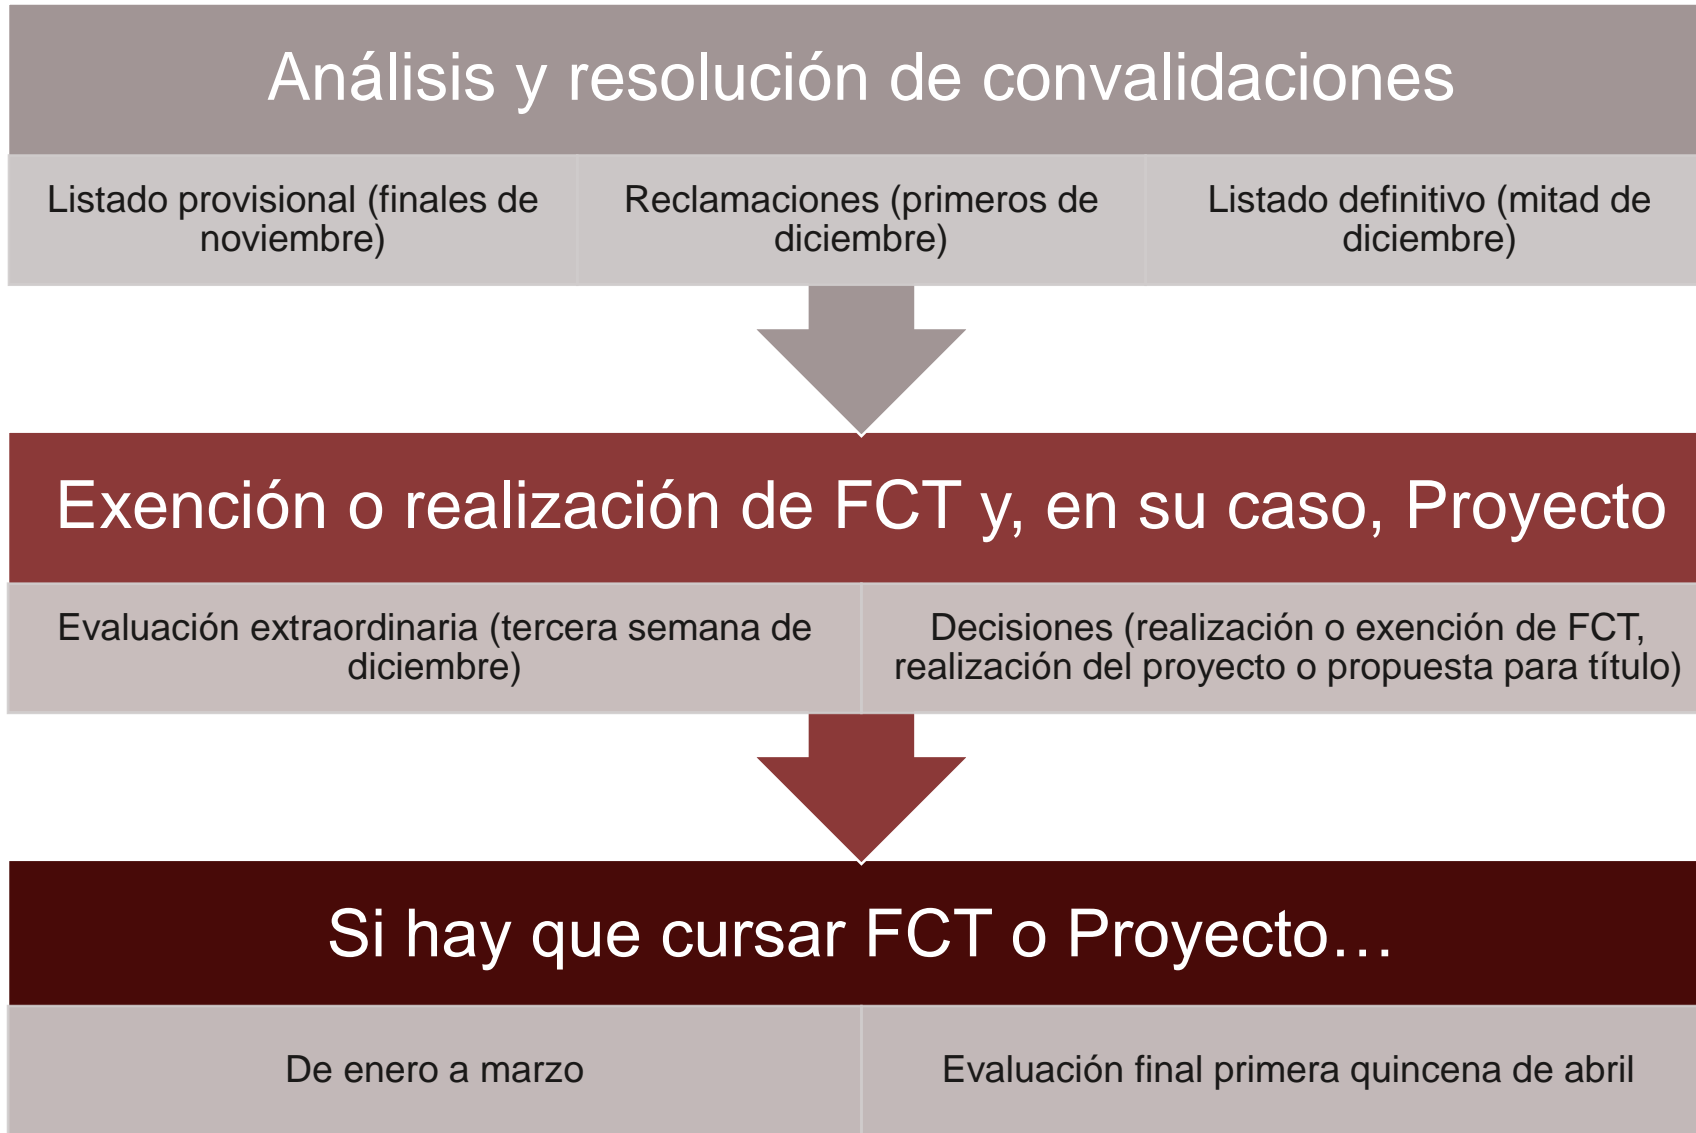 Análisis y resolución de convalidaciones
Listado provisional (finales de
noviembre)
Reclamaciones (primeros de
diciembre)
Listado definitivo (mitad de
diciembre)
Exención o realización de FCT y, en su caso, Proyecto
Evaluación extraordinaria (tercera semana de
diciembre)
Decisiones (realización o exención de FCT,
realización del proyecto o propuesta para título)
Si hay que cursar FCT o Proyecto…
De enero a marzo
Evaluación final primera quincena de abril